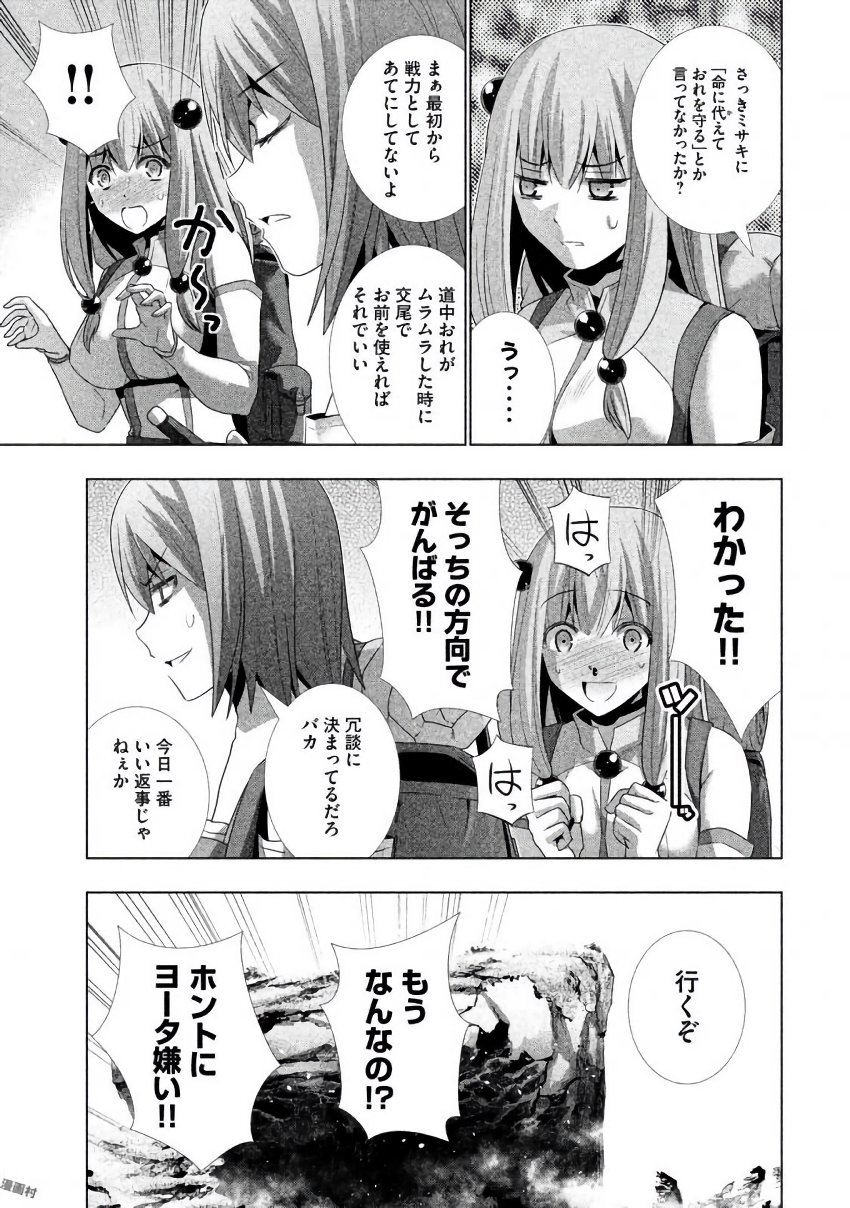 さっきミサキに
「命に代えて
おれを守る」とか
言ってなかったか?
うっ‥‥
まぁ最初から
戦力として
あてにしてないよ
道中おれが
ムラムラした時に
交尾で
お前を使えれば
それでいい
!!
か〜っ
わかった!!
はっ
そっちの方向で
がんばる!!
はっ
冗談に
決まってるだろ
バカ
今日一番
いい返事じゃ
ねぇか
行くぞ
もう
なんなの!?
ホントに
ヨータ嫌い!!
漫画村